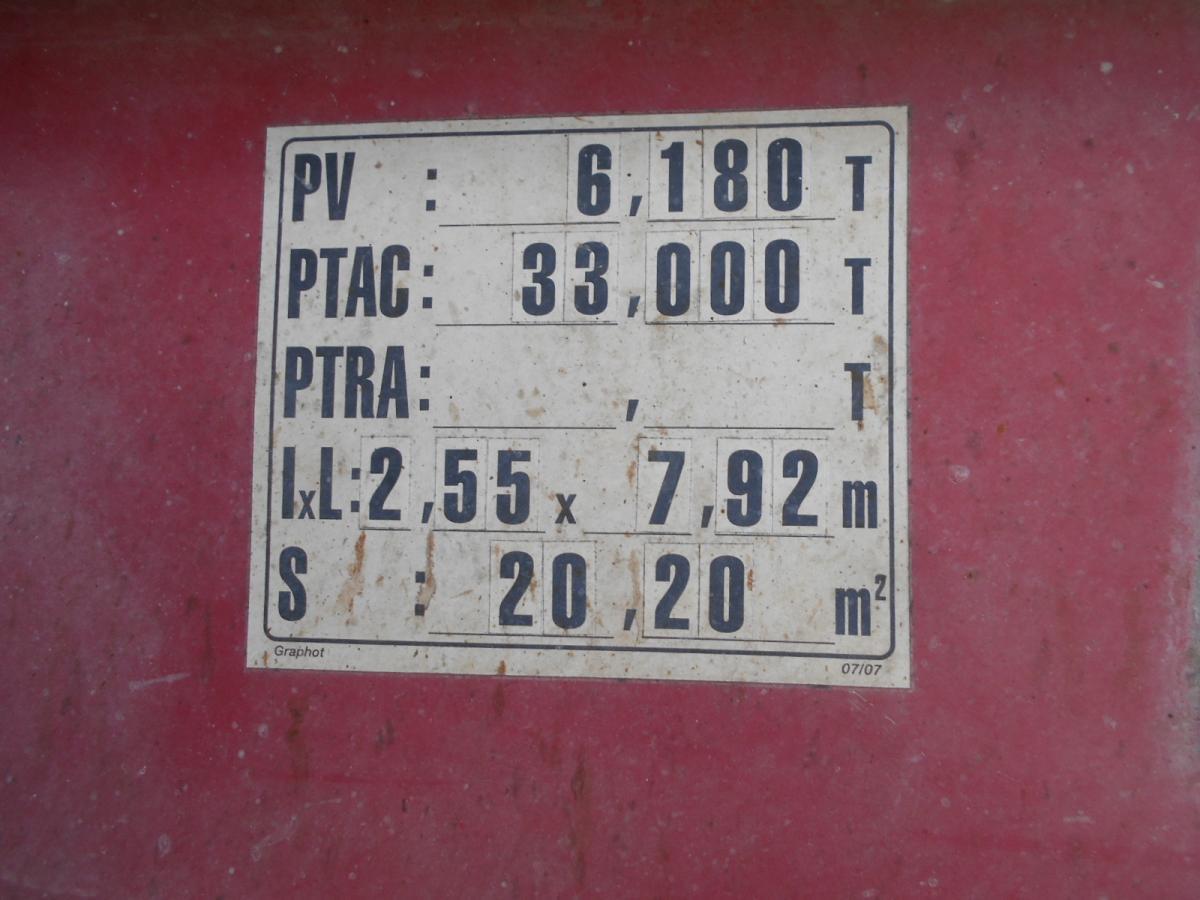 PV : 6,180 T
PTAC: 33,000 T
PTRA: , T
lxL:2,55 x 7,92 m
S : 20,20 m²
Graphot 07/07